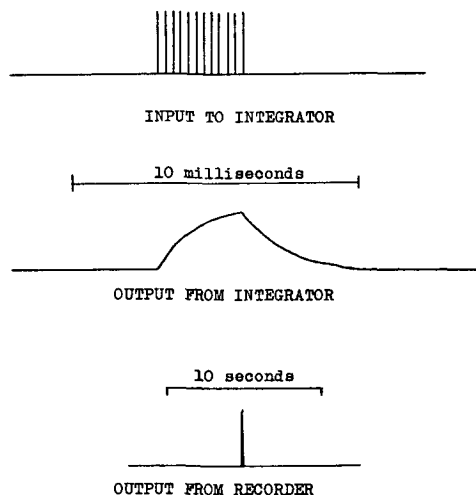 INPUT TO INTEGRATOR
10 milliseconds
OUTPUT FROM INTEGRATOR
10 seconds
OUTPUT FROM RECORDER